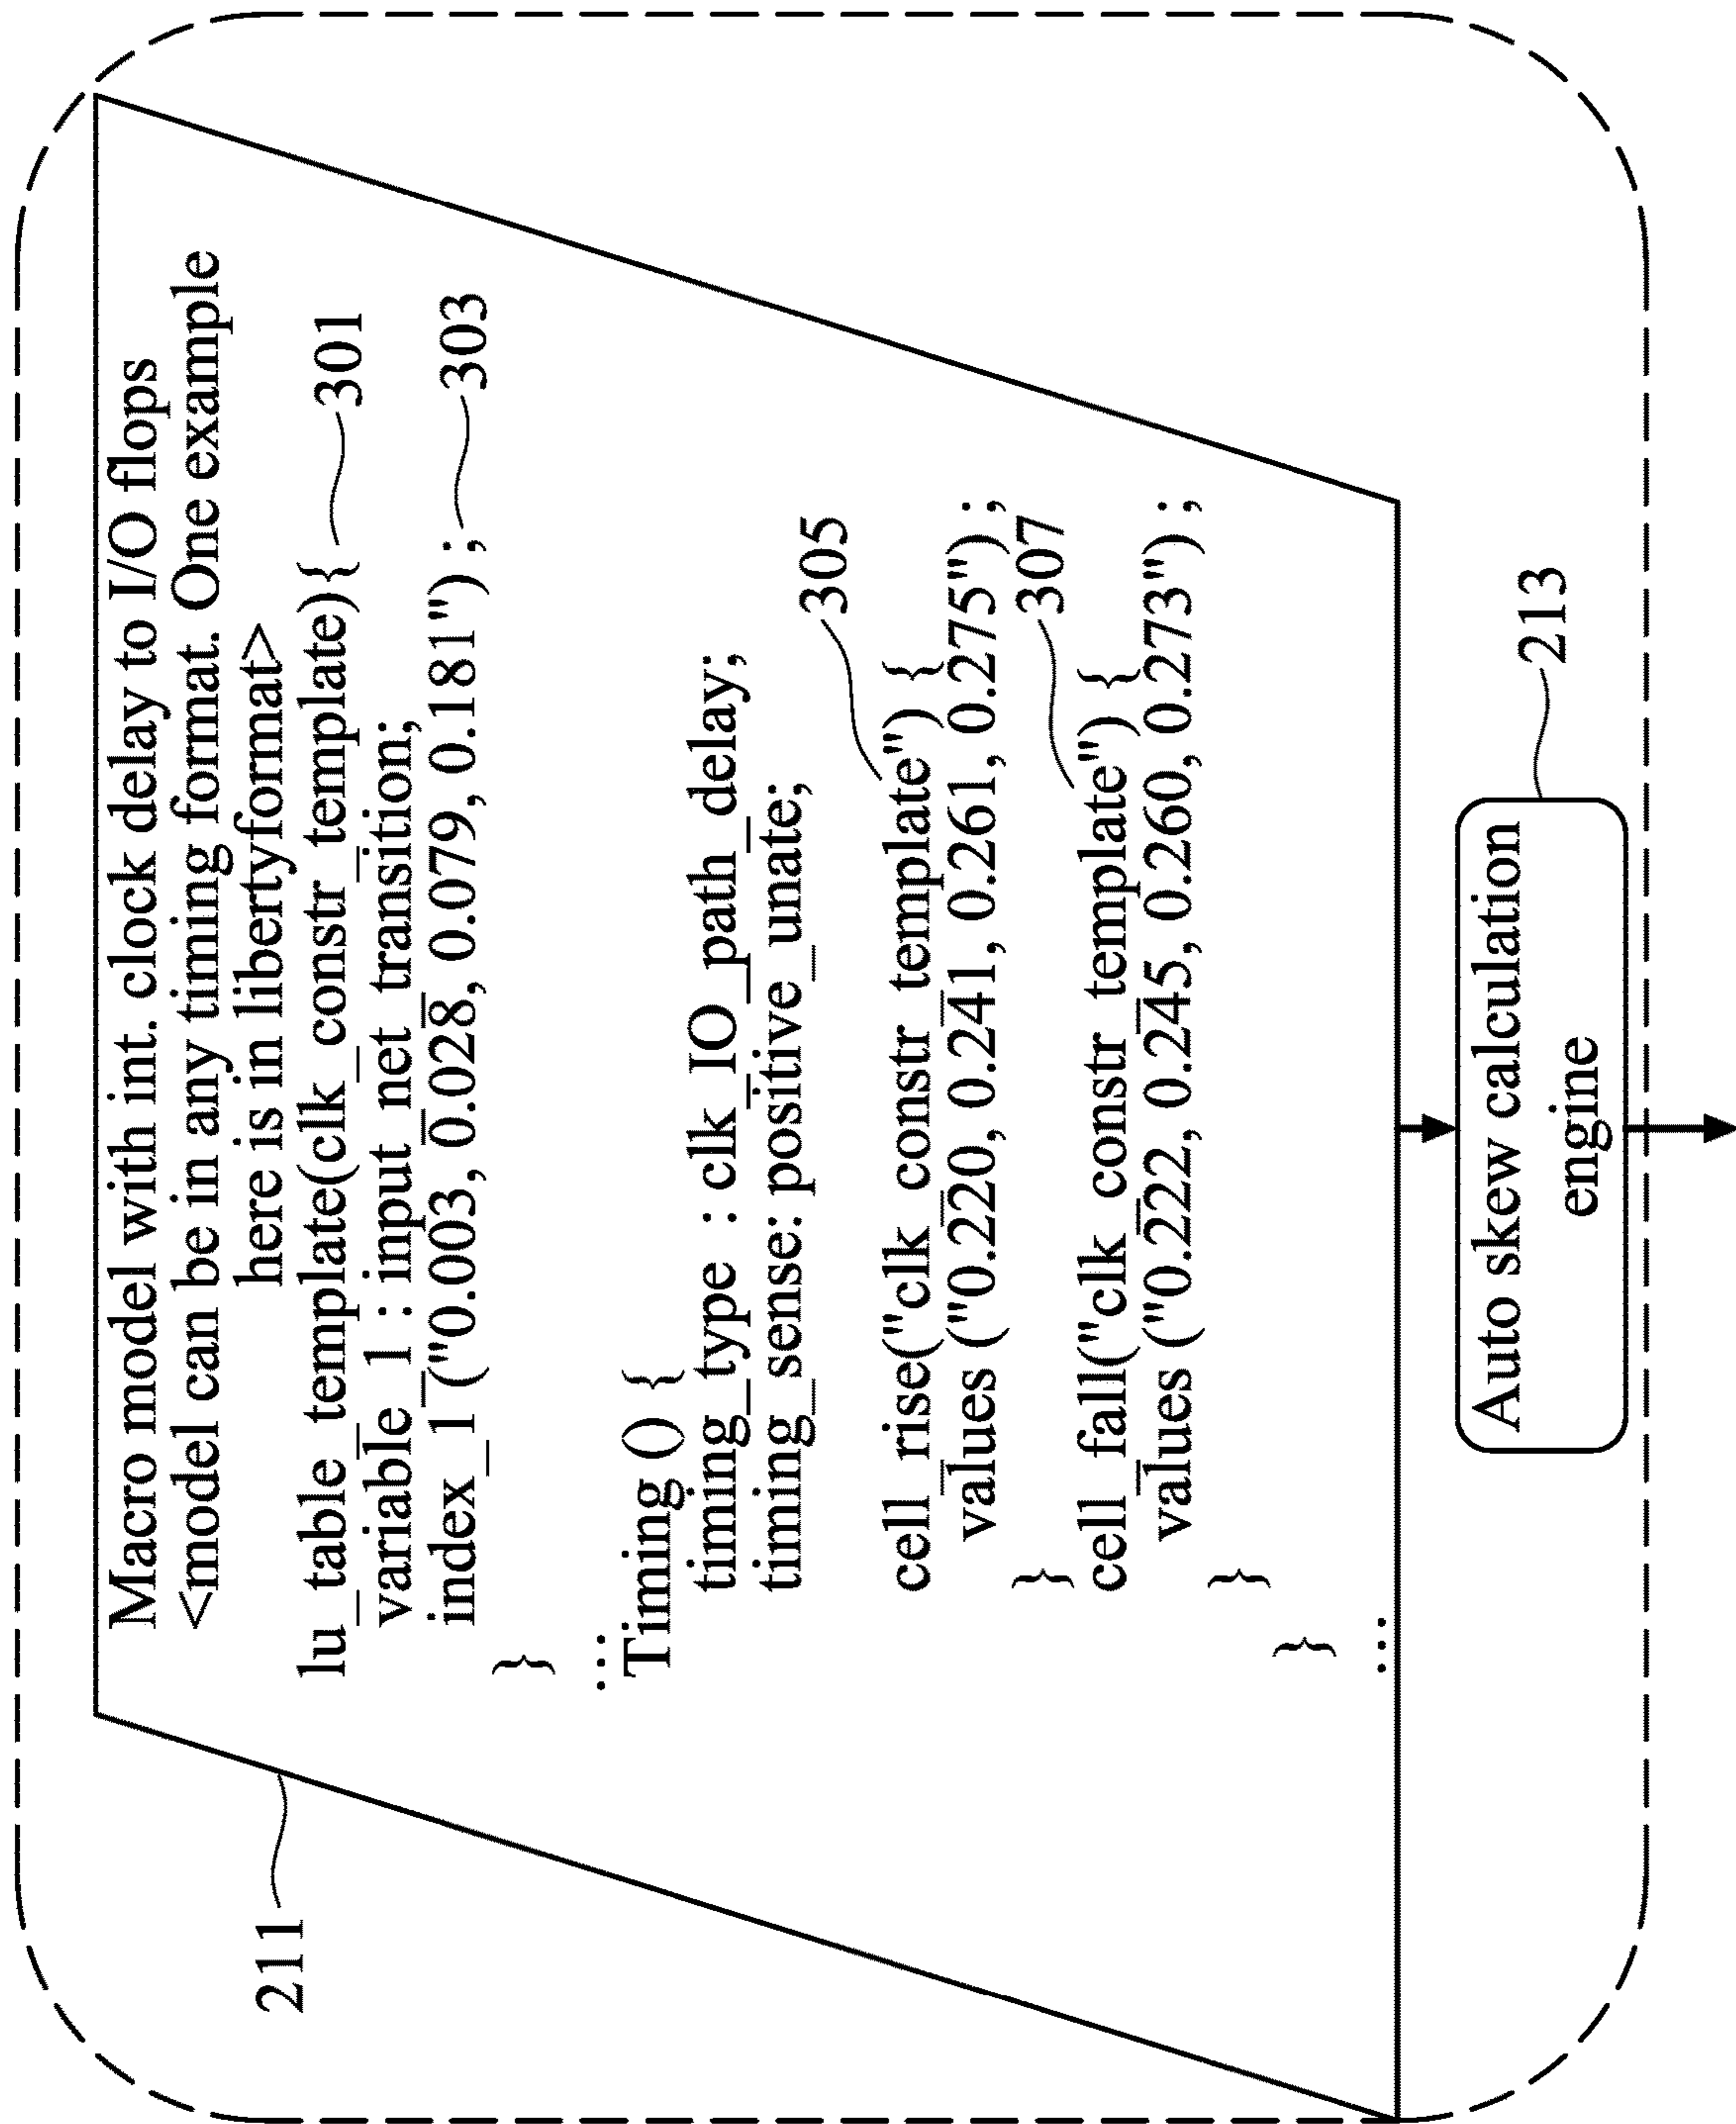 Macro model with int. clock delay to I/O flops
<model can be in any timing format. One example
here is in libertyformat>
lu_table_template(clk_constr_template){
301
variable_1 : input_net_transition;
index_1 ("0.003, 0.028, 0.079, 0.181") ;
303
}
...
Timing () {
timing_type : clk_IO_path_delay;
timing_sense: positive_unate;
305
cell_rise("clk_constr_template") {
values ("0.220, 0.241, 0.261, 0.275") ;
}
307
cell_fall("clk_constr_template") {
values ("0.222, 0.245, 0.260, 0.273") ;
}
}
...
211
Auto skew calculation
engine
213